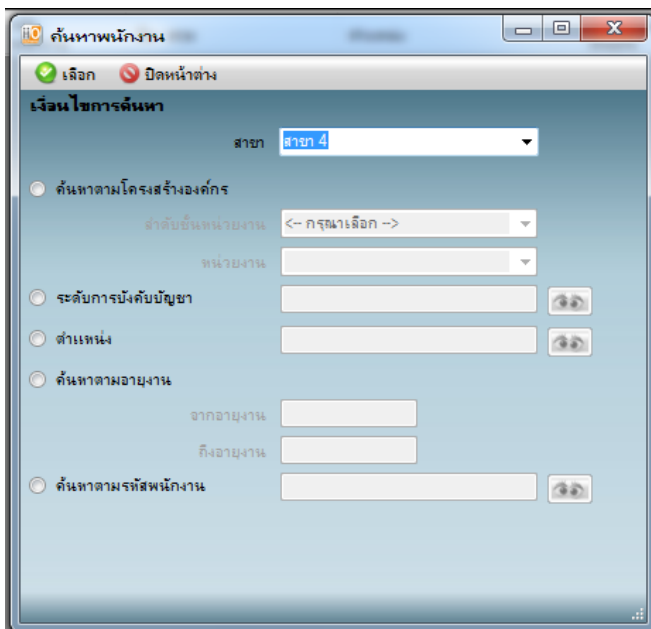 ค้นหาพนักงาน
เลือก ปิดหน้าต่าง
เงื่อนไขการค้นหา
สาขา สาขา 4
ค้นหาตามโครงสร้างองค์กร
ลำดับชั้นหน่วยงาน <-- กรุณาเลือก -->
หน่วยงาน
ระดับการบังคับบัญชา
ตำแหน่ง
ค้นหาตามอายุงาน
จากอายุงาน
ถึงอายุงาน
ค้นหาตามรหัสพนักงาน